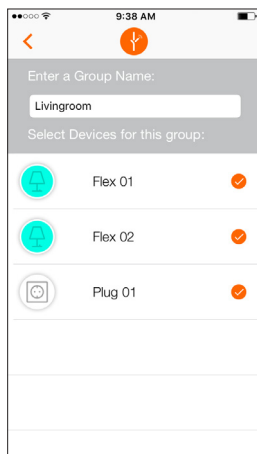 9:38 AM
Enter a Group Name:
Livingroom
Select Devices for this group:
Flex 01
Flex 02
Plug 01